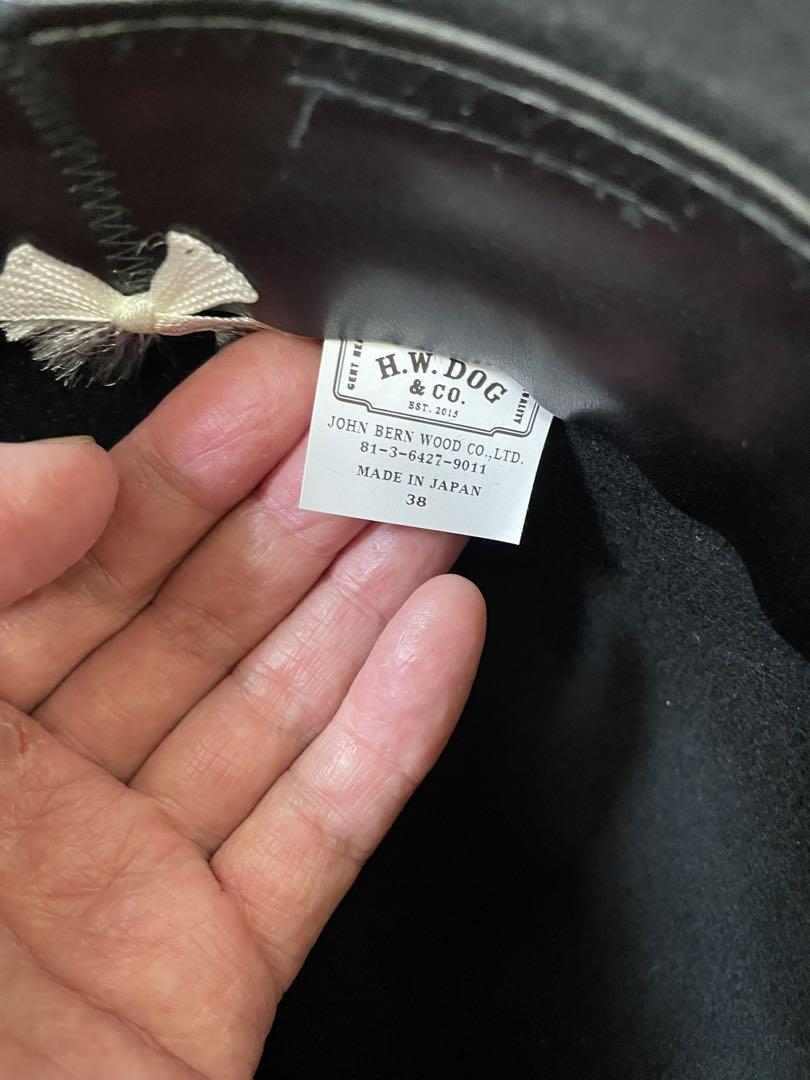 H.W.DOG
& CO.
EST. 2015
JOHN BERN WOOD CO.,LTD.
81-3-6427-9011
MADE IN JAPAN
38